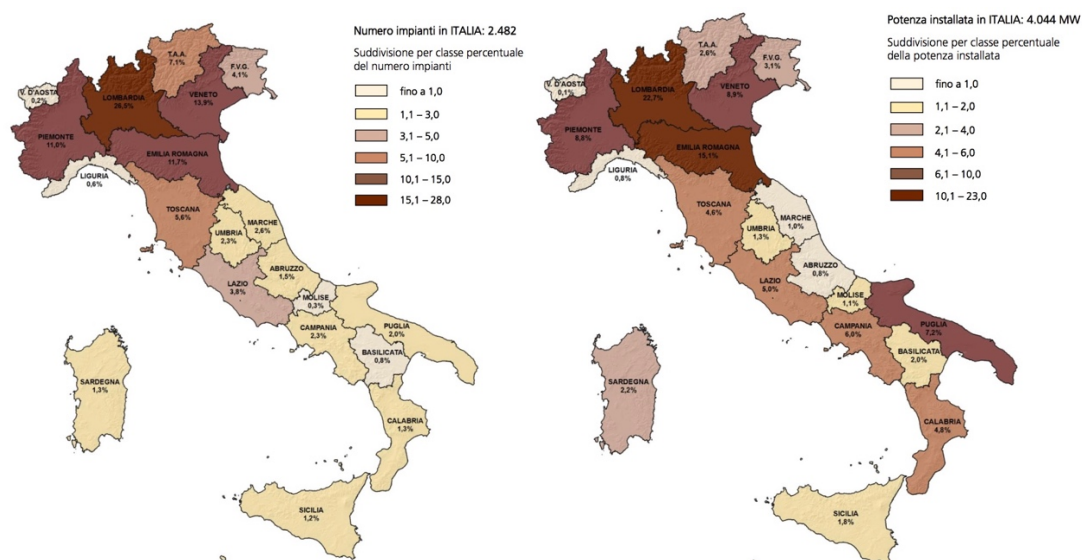 Numero impianti in ITALIA: 2.482
Suddivisione per classe percentuale
del numero impianti
fino a 1,0
1,1 – 3,0
3,1 – 5,0
5,1 – 10,0
10,1 – 15,0
15,1 – 28,0
V. D'AOSTA
0,2%
PIEMONTE
11,0%
LOMBARDIA
26,5%
T.A.A.
7,1%
VENETO
13,9%
F.V.G.
4,1%
LIGURIA
0,6%
EMILIA ROMAGNA
11,7%
TOSCANA
5,6%
UMBRIA
2,3%
MARCHE
2,6%
LAZIO
3,8%
ABRUZZO
1,5%
MOLISE
0,3%
CAMPANIA
2,3%
PUGLIA
2,0%
BASILICATA
0,8%
CALABRIA
1,3%
SARDEGNA
1,3%
SICILIA
1,2%
Potenza installata in ITALIA: 4.044 MW
Suddivisione per classe percentuale
della potenza installata
fino a 1,0
1,1 – 2,0
2,1 – 4,0
4,1 – 6,0
6,1 – 10,0
10,1 – 23,0
V. D'AOSTA
0,1%
PIEMONTE
8,8%
LOMBARDIA
22,7%
T.A.A.
2,6%
VENETO
8,9%
F.V.G.
3,1%
LIGURIA
0,8%
EMILIA ROMAGNA
15,1%
TOSCANA
4,6%
UMBRIA
1,3%
MARCHE
1,0%
LAZIO
5,0%
ABRUZZO
0,8%
MOLISE
1,1%
CAMPANIA
6,0%
PUGLIA
7,2%
BASILICATA
2,0%
CALABRIA
4,8%
SARDEGNA
2,2%
SICILIA
1,8%